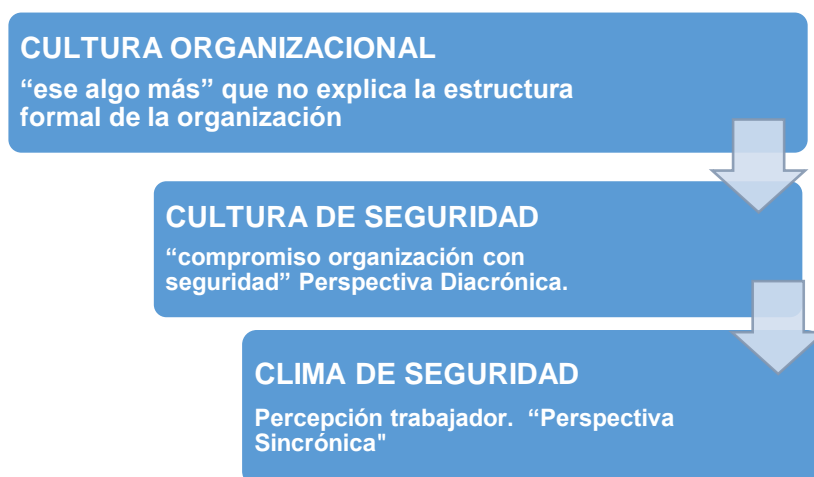 CULTURA ORGANIZACIONAL
“ese algo más” que no explica la estructura
formal de la organización
CULTURA DE SEGURIDAD
“compromiso organización con
seguridad” Perspectiva Diacrónica.
CLIMA DE SEGURIDAD
Percepción trabajador. “Perspectiva
Sincrónica"